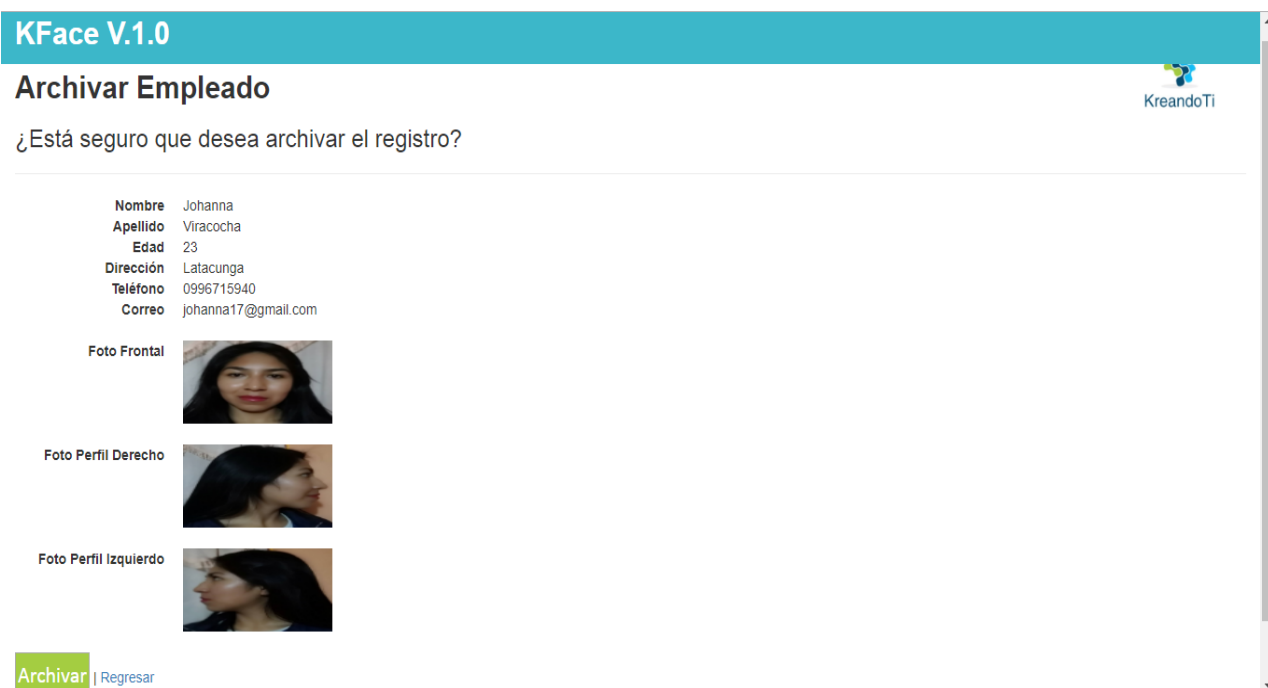 KFace V.1.0
Archivar Empleado
KreandoTi
¿Está seguro que desea archivar el registro?
Nombre Johanna
Apellido Viracocha
Edad 23
Dirección Latacunga
Teléfono 0996715940
Correo johanna17@gmail.com
Foto Frontal
Foto Perfil Derecho
Foto Perfil Izquierdo
Archivar | Regresar